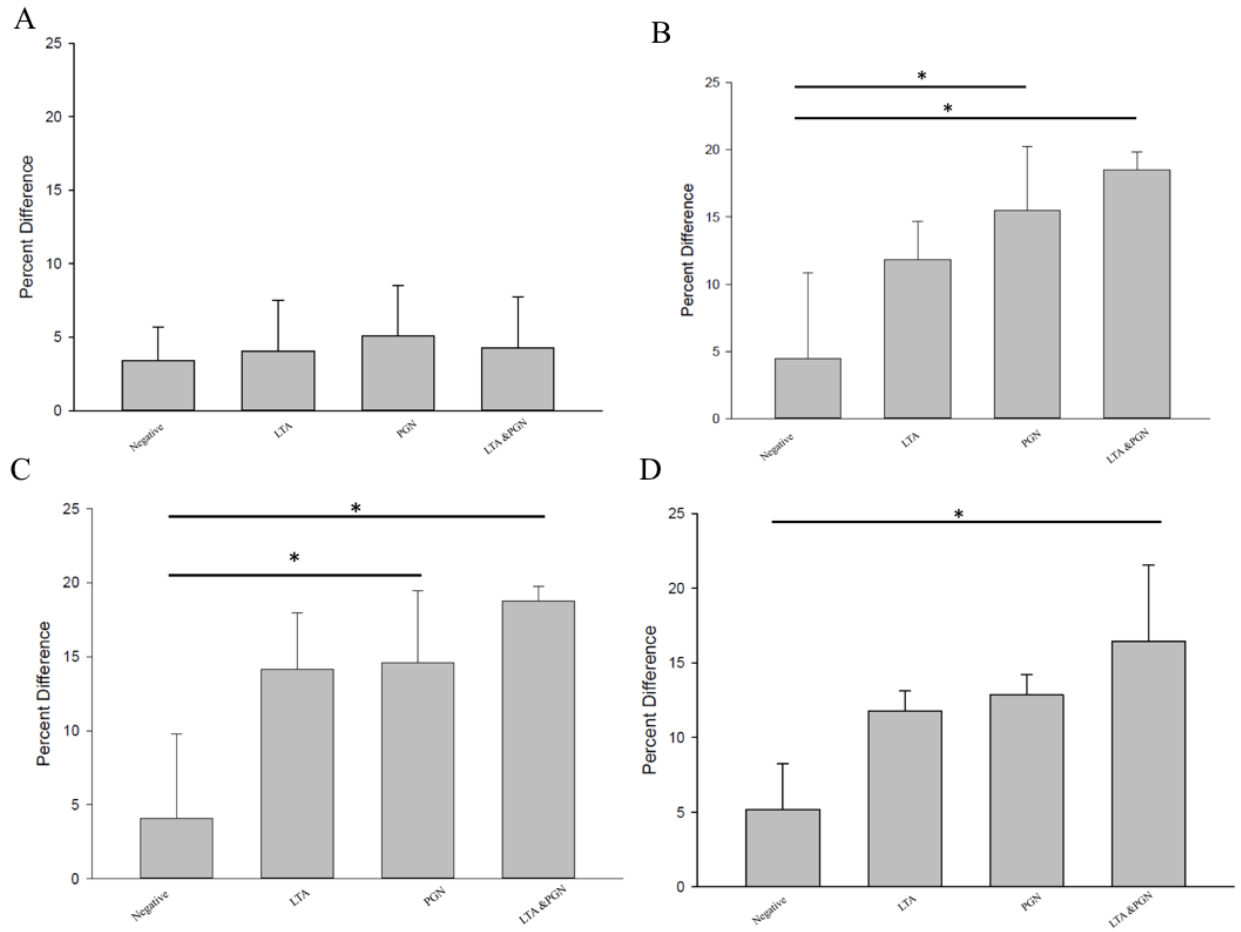 A
25
20
15
10
5
0
Percent Difference
Negative
LTA
PGN
LTA &PGN
B
25
20
15
10
5
0
Percent Difference
*
*
Negative
LTA
PGN
LTA &PGN
C
25
20
15
10
5
0
Percent Difference
*
*
Negative
LTA
PGN
LTA &PGN
D
25
20
15
10
5
0
Percent Difference
*
Negative
LTA
PGN
LTA &PGN